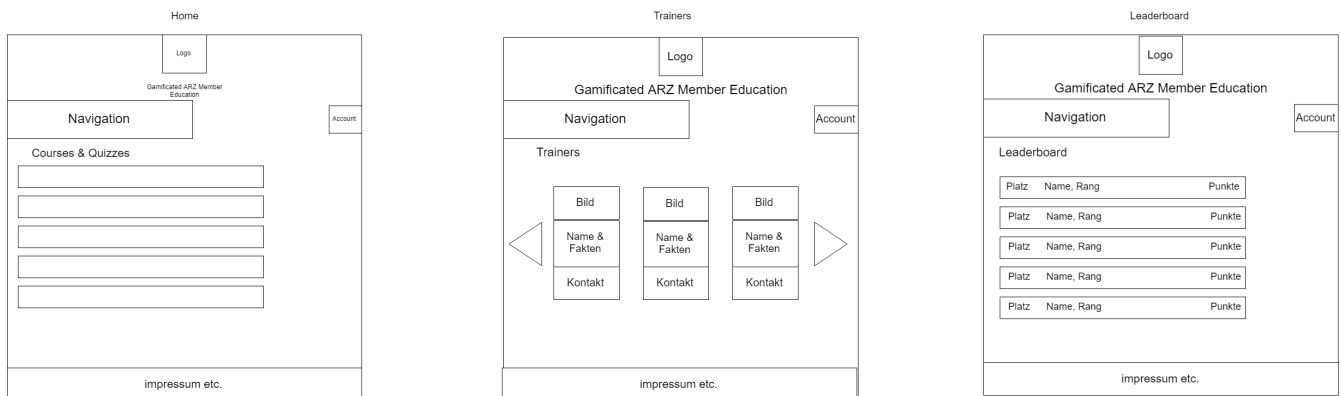 Home
Logo
Gamificated ARZ Member
Education
Navigation
Account
Courses & Quizzes
impressum etc.
Trainers
Logo
Gamificated ARZ Member Education
Navigation
Account
Trainers
Bild
Bild
Bild
Name &
Fakten
Name &
Fakten
Name &
Fakten
Kontakt
Kontakt
Kontakt
impressum etc.
Leaderboard
Logo
Gamificated ARZ Member Education
Navigation
Account
Leaderboard
Platz Name, Rang Punkte
Platz Name, Rang Punkte
Platz Name, Rang Punkte
Platz Name, Rang Punkte
Platz Name, Rang Punkte
impressum etc.